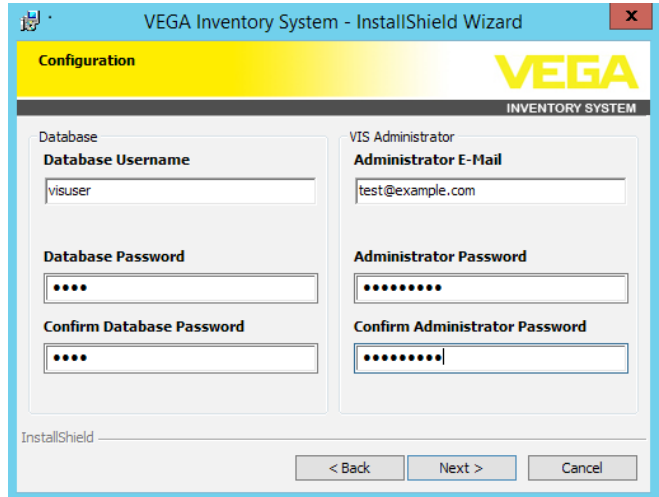 VEGA Inventory System - InstallShield Wizard
x
Configuration
VEGA
INVENTORY SYSTEM
Database
VIS Administrator
Database Username
Administrator E-Mail
visuser
test@example.com
Database Password
Administrator Password
••••
•••••••••
Confirm Database Password
Confirm Administrator Password
••••
•••••••••
InstallShield
< Back
Next >
Cancel